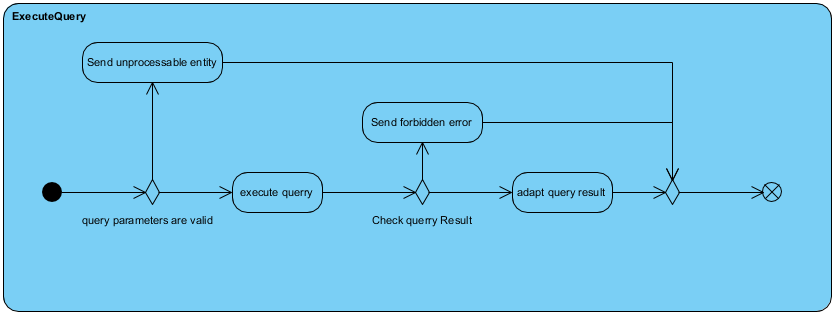 ExecuteQuery
Send unprocessable entity
Send forbidden error
execute querry
adapt query result
query parameters are valid
Check querry Result